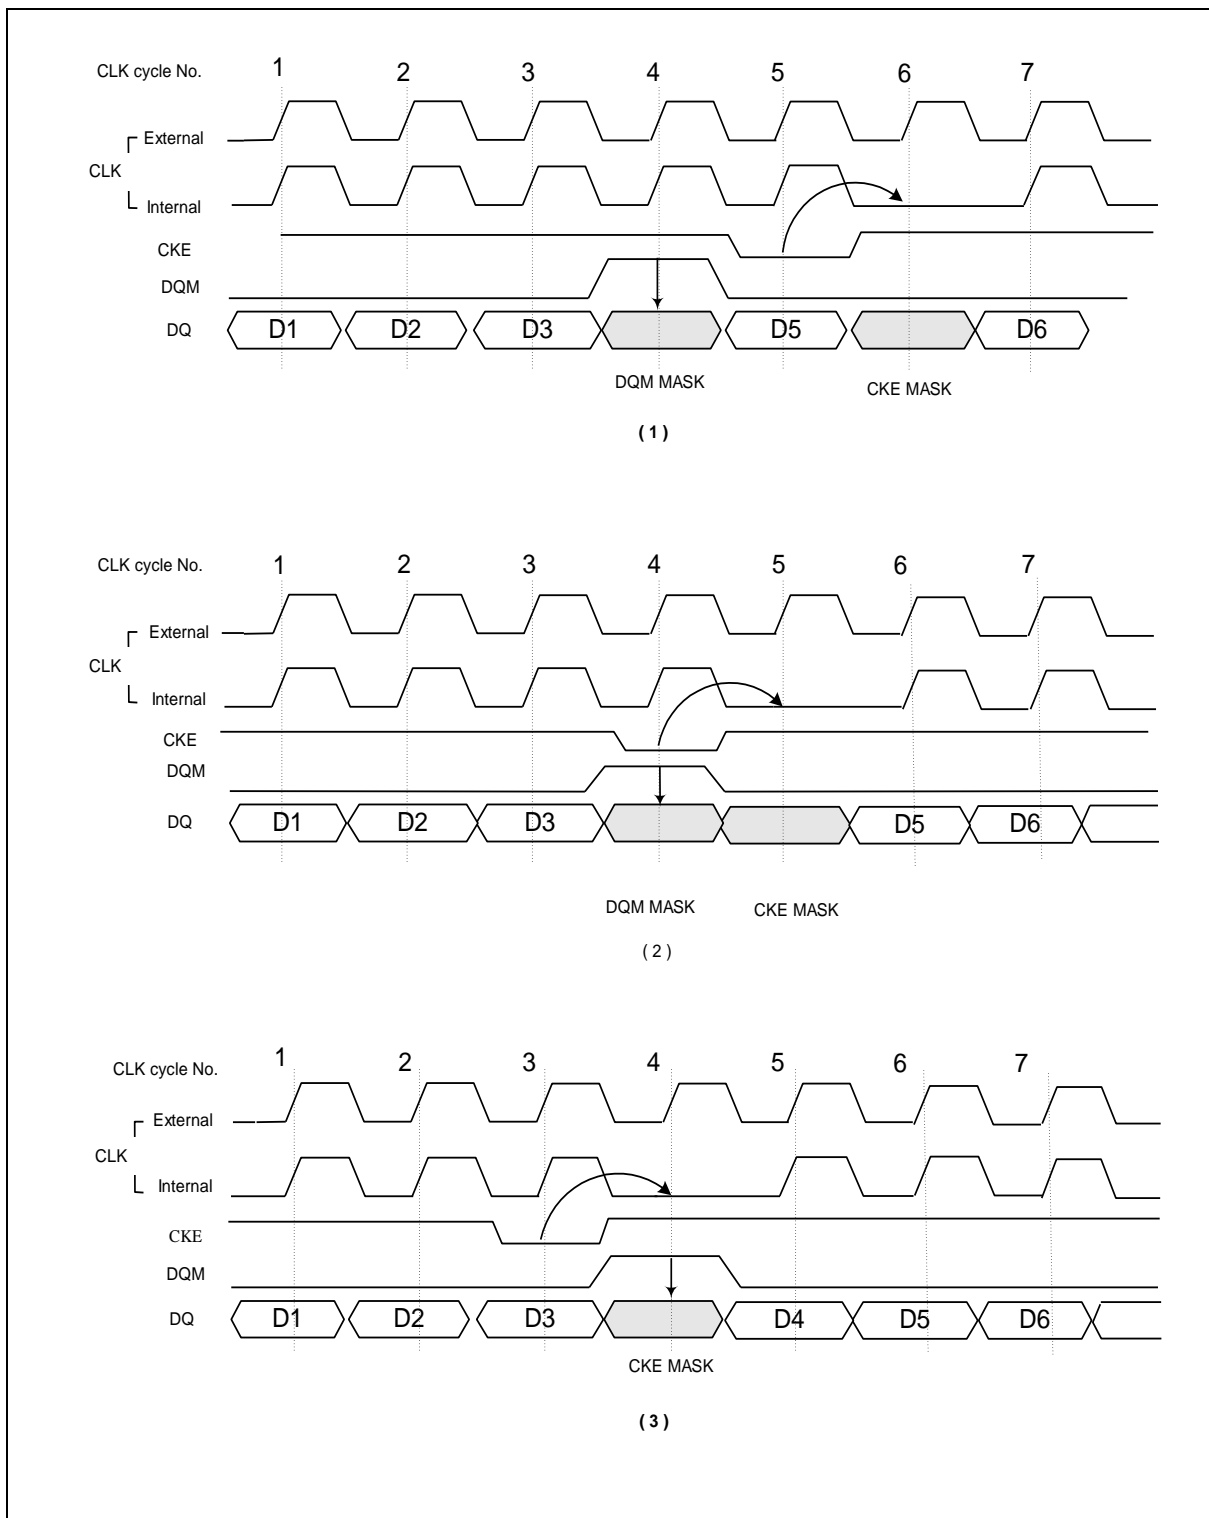 CLK cycle No. 1 2 3 4 5 6 7
External
CLK
Internal
CKE
DQM
DQ D1 D2 D3 D5 D6
DQM MASK CKE MASK
( 1 )
CLK cycle No. 1 2 3 4 5 6 7
External
CLK
Internal
CKE
DQM
DQ D1 D2 D3 D5 D6
DQM MASK CKE MASK
( 2 )
CLK cycle No. 1 2 3 4 5 6 7
External
CLK
Internal
CKE
DQM
DQ D1 D2 D3 D4 D5 D6
CKE MASK
( 3 )